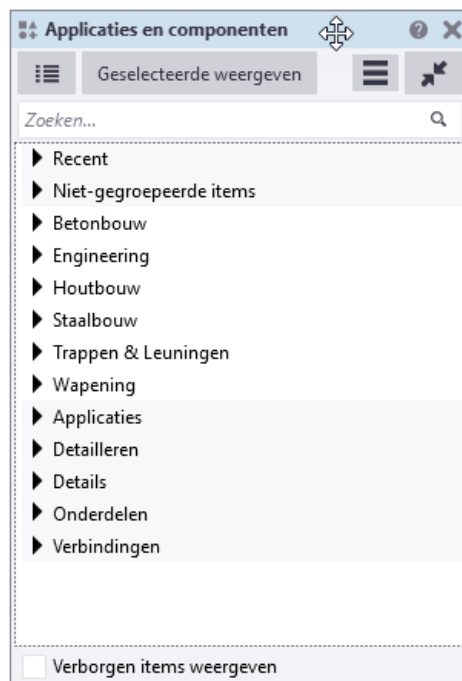 Applicaties en componenten
Geselecteerde weergeven
Zoeken...
Recent
Niet-gegroepeerde items
Betonbouw
Engineering
Houtbouw
Staalbouw
Trappen & Leuningen
Wapening
Applicaties
Detailleren
Details
Onderdelen
Verbindingen
Verborgen items weergeven